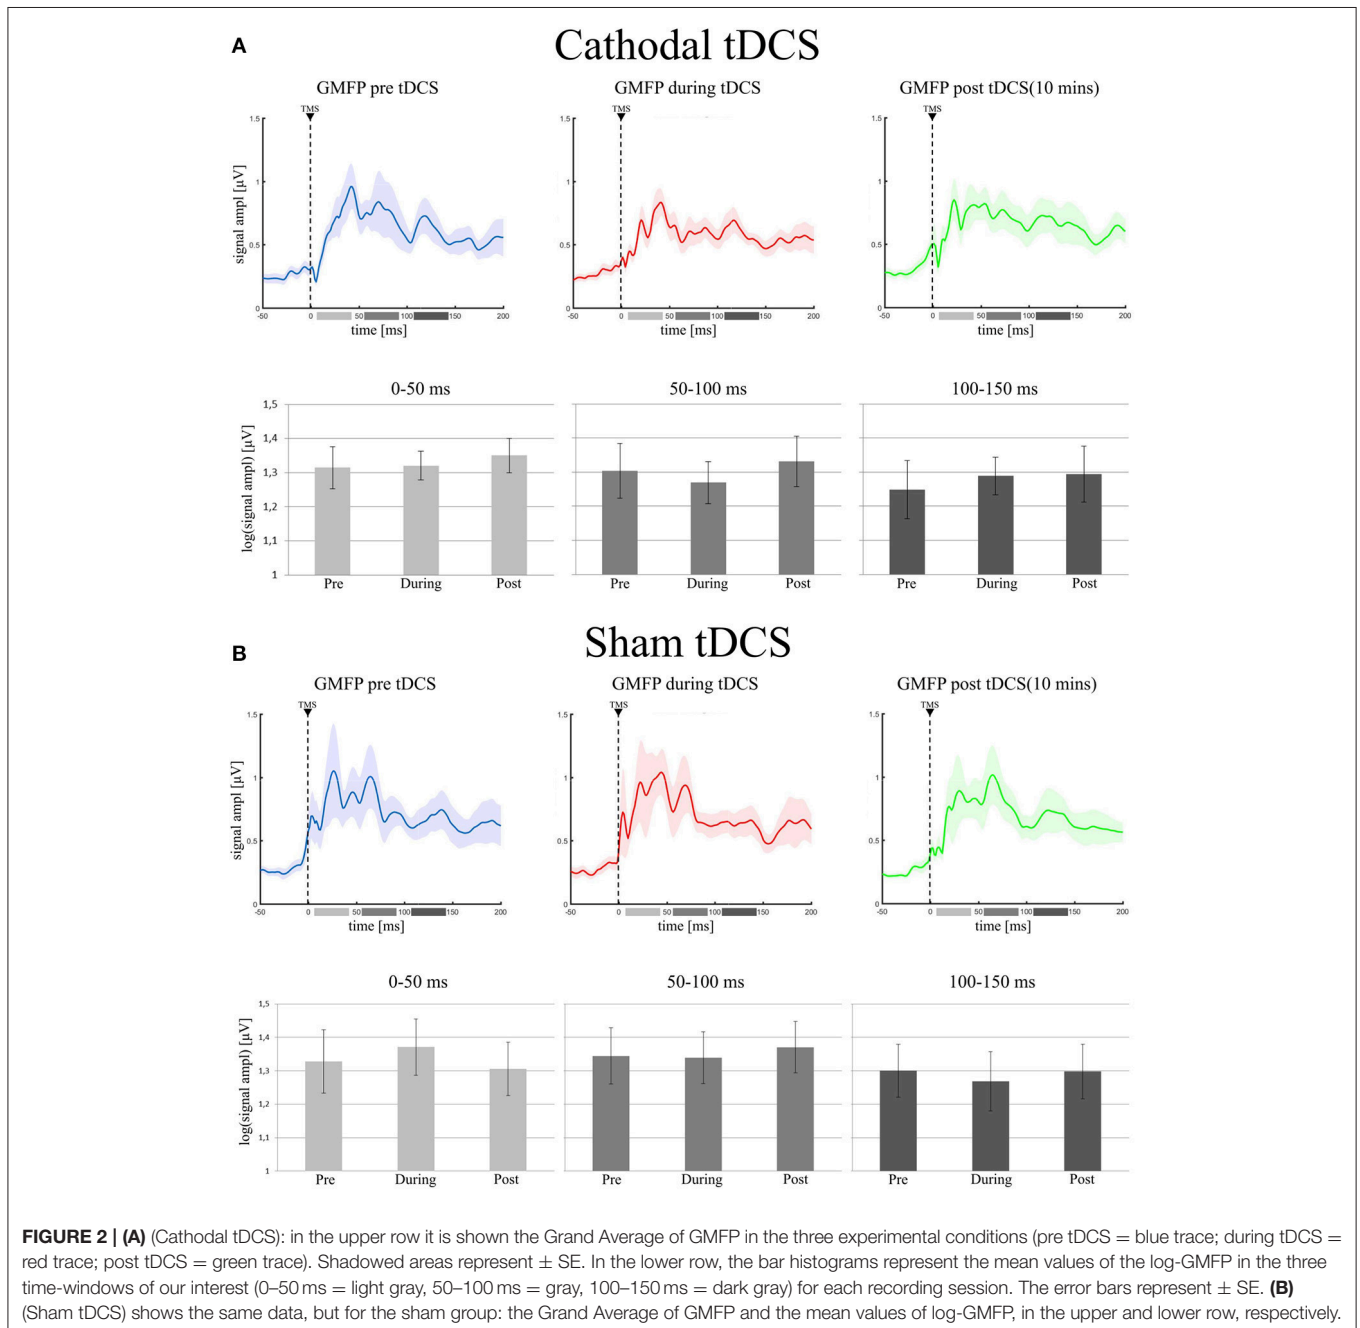 A
Cathodal tDCS
GMFP pre tDCS
GMFP during tDCS
GMFP post tDCS(10 mins)
TMS
TMS
TMS
signal ampl [µV]
1.5
1
0.5
0
-50
0
50
100
150
200
time [ms]
1.5
1
0.5
0
-50
0
50
100
150
200
time [ms]
1.5
1
0.5
0
-50
0
50
100
150
200
time [ms]
0-50 ms
50-100 ms
100-150 ms
log(signal ampl) [µV]
1,5
1,4
1,3
1,2
1,1
1
Pre
During
Post
Pre
During
Post
Pre
During
Post
B
Sham tDCS
GMFP pre tDCS
GMFP during tDCS
GMFP post tDCS(10 mins)
TMS
TMS
TMS
signal ampl [µV]
1.5
1
0.5
0
-50
0
50
100
150
200
time [ms]
1.5
1
0.5
0
-50
0
50
100
150
200
time [ms]
1.5
1
0.5
0
-50
0
50
100
150
200
time [ms]
0-50 ms
50-100 ms
100-150 ms
log(signal ampl) [µV]
1,5
1,4
1,3
1,2
1,1
1
Pre
During
Post
Pre
During
Post
Pre
During
Post
FIGURE 2 | (A) (Cathodal tDCS): in the upper row it is shown the Grand Average of GMFP in the three experimental conditions (pre tDCS = blue trace; during tDCS =
red trace; post tDCS = green trace). Shadowed areas represent ± SE. In the lower row, the bar histograms represent the mean values of the log-GMFP in the three
time-windows of our interest (0–50 ms = light gray, 50–100 ms = gray, 100–150 ms = dark gray) for each recording session. The error bars represent ± SE. (B)
(Sham tDCS) shows the same data, but for the sham group: the Grand Average of GMFP and the mean values of log-GMFP, in the upper and lower row, respectively.